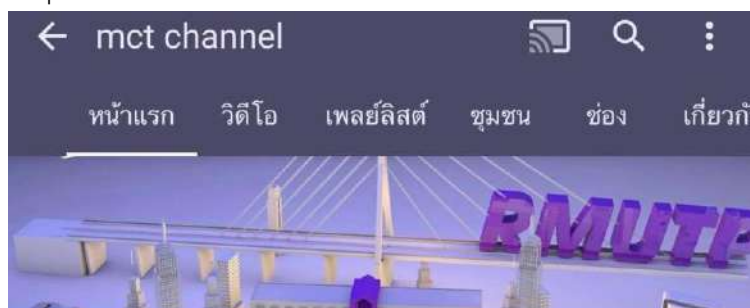 mct channel
หน้าแรก วิดีโอ เพลย์ลิสต์ ชุมชน ช่อง เกี่ยวกั
RMUTP